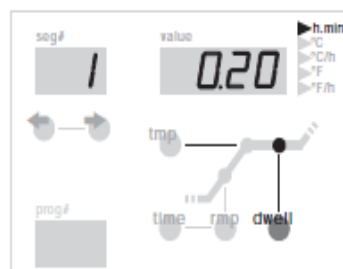 seg#
value
1
0.20
h.min
°C
°C/h
°F
°F/h
tmp
prog#
time
rmp
dwell